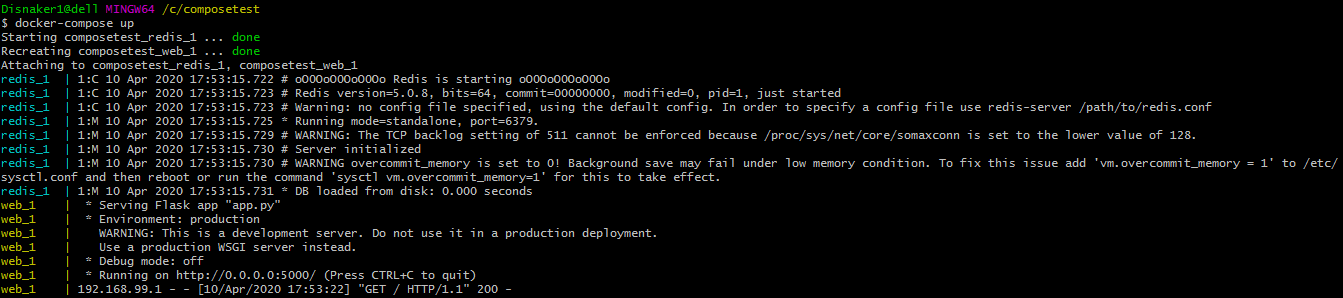 Disnaker1@dell MINGW64 /c/composetest
$ docker-compose up
Starting composetest_redis_1 ... done
Recreating composetest_web_1 ... done
Attaching to composetest_redis_1, composetest_web_1
redis_1  | 1:C 10 Apr 2020 17:53:15.722 # oO0OoO0OoO0Oo Redis is starting oO0OoO0OoO0Oo
redis_1  | 1:C 10 Apr 2020 17:53:15.723 # Redis version=5.0.8, bits=64, commit=00000000, modified=0, pid=1, just started
redis_1  | 1:C 10 Apr 2020 17:53:15.723 # Warning: no config file specified, using the default config. In order to specify a config file use redis-server /path/to/redis.conf
redis_1  | 1:M 10 Apr 2020 17:53:15.725 * Running mode=standalone, port=6379.
redis_1  | 1:M 10 Apr 2020 17:53:15.729 # WARNING: The TCP backlog setting of 511 cannot be enforced because /proc/sys/net/core/somaxconn is set to the lower value of 128.
redis_1  | 1:M 10 Apr 2020 17:53:15.730 # Server initialized
redis_1  | 1:M 10 Apr 2020 17:53:15.730 # WARNING overcommit_memory is set to 0! Background save may fail under low memory condition. To fix this issue add 'vm.overcommit_memory = 1' to /etc/
sysctl.conf and then reboot or run the command 'sysctl vm.overcommit_memory=1' for this to take effect.
redis_1  | 1:M 10 Apr 2020 17:53:15.731 * DB loaded from disk: 0.000 seconds
web_1    |  * Serving Flask app "app.py"
web_1    |  * Environment: production
web_1    |    WARNING: This is a development server. Do not use it in a production deployment.
web_1    |    Use a production WSGI server instead.
web_1    |  * Debug mode: off
web_1    |  * Running on http://0.0.0.0:5000/ (Press CTRL+C to quit)
web_1    | 192.168.99.1 - - [10/Apr/2020 17:53:22] "GET / HTTP/1.1" 200 -